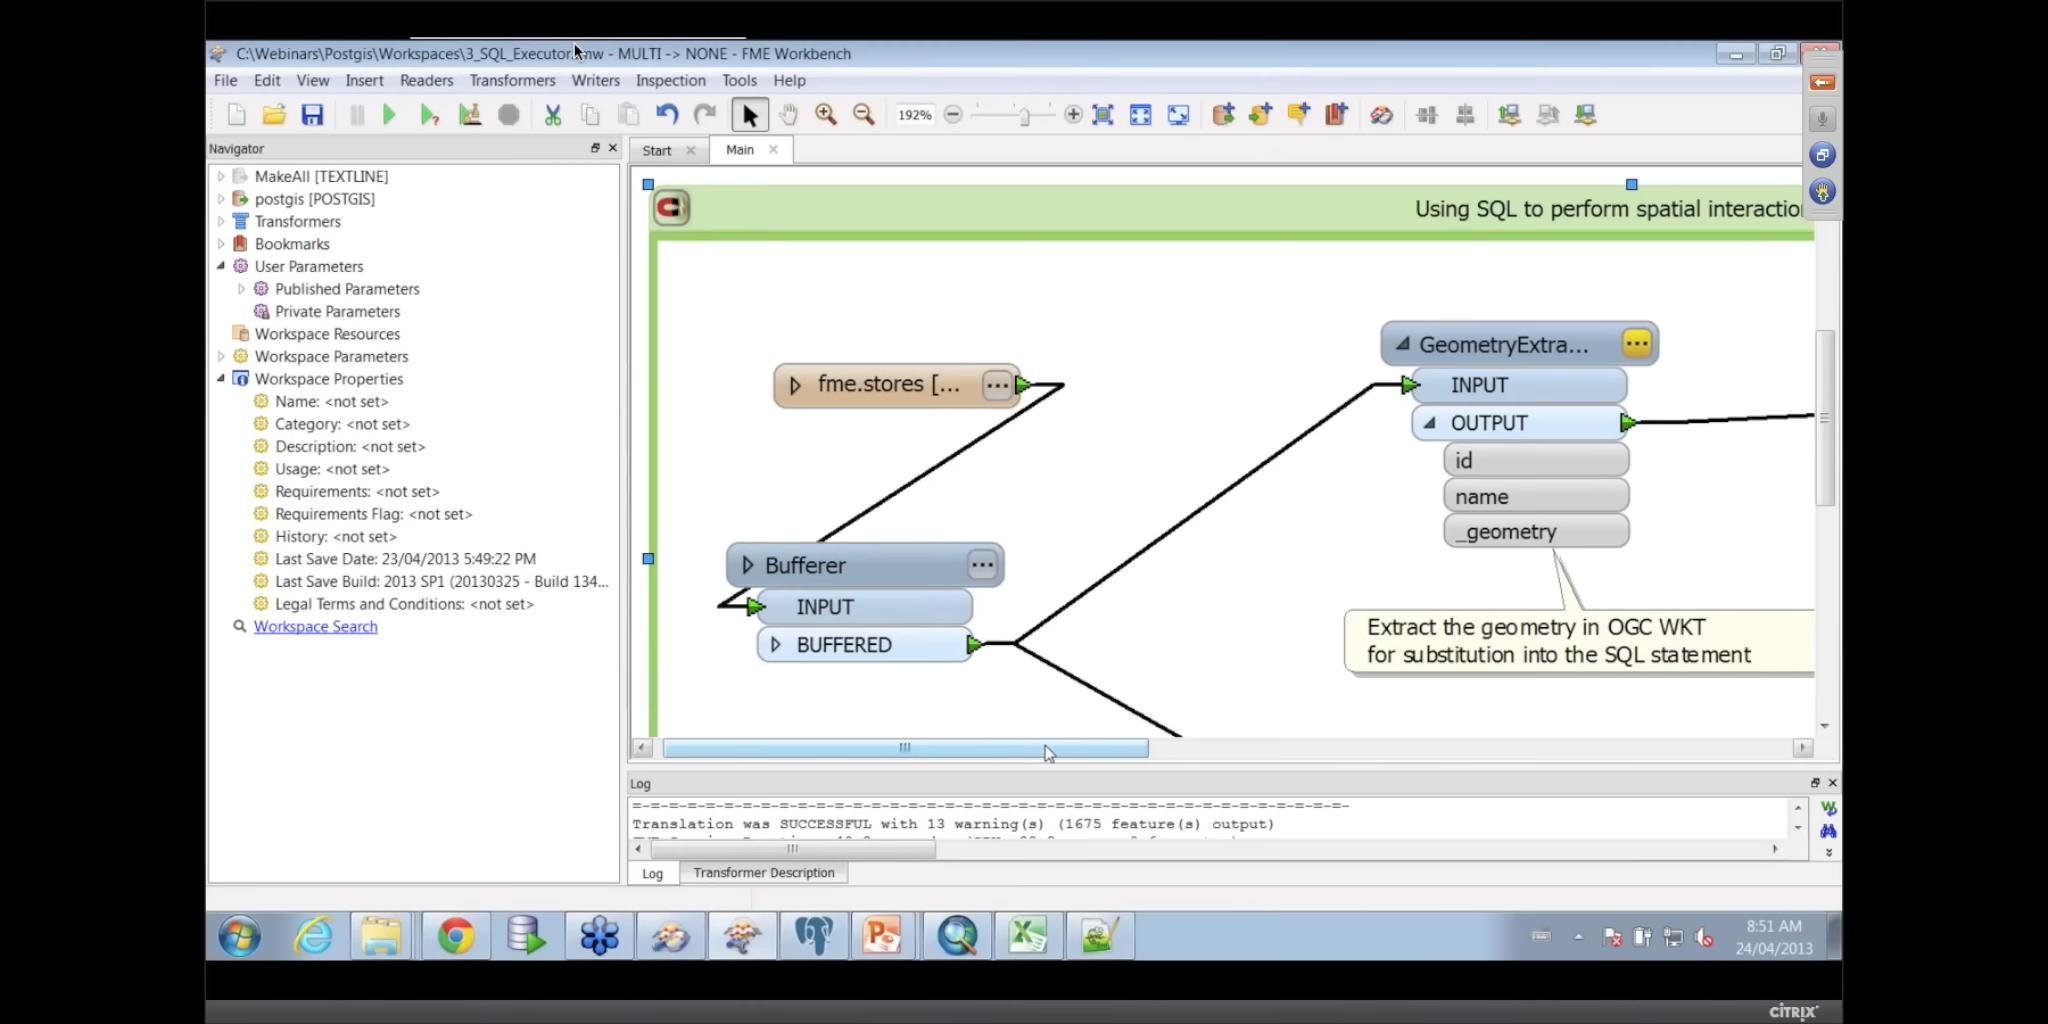 C:\Webinars\Postgis\Workspaces\3_SQL_Executor.fmw - MULTI -> NONE - FME Workbench
File Edit View Insert Readers Transformers Writers Inspection Tools Help
192%
Navigator
Start
Main
MakeAll [TEXTLINE]
postgis [POSTGIS]
Transformers
Bookmarks
User Parameters
Published Parameters
Private Parameters
Workspace Resources
Workspace Parameters
Workspace Properties
Name: <not set>
Category: <not set>
Description: <not set>
Usage: <not set>
Requirements: <not set>
Requirements Flag: <not set>
History: <not set>
Last Save Date: 23/04/2013 5:49:22 PM
Last Save Build: 2013 SP1 (20130325 - Build 134...
Legal Terms and Conditions: <not set>
Workspace Search
Using SQL to perform spatial interactio
fme.stores [...
Bufferer
INPUT
BUFFERED
GeometryExtra...
INPUT
OUTPUT
id
name
_geometry
Extract the geometry in OGC WKT
for substitution into the SQL statement
Log
=-=-=-=-=-=-=-=-=-=-=-=-=-=-=-=-=-=-=-=-=-=-=-=-=-=-=-=-=-=-=-=-=-=-=-=-=-=-
Translation was SUCCESSFUL with 13 warning(s) (1675 feature(s) output)
Log
Transformer Description
8:51 AM
24/04/2013
CITRIX